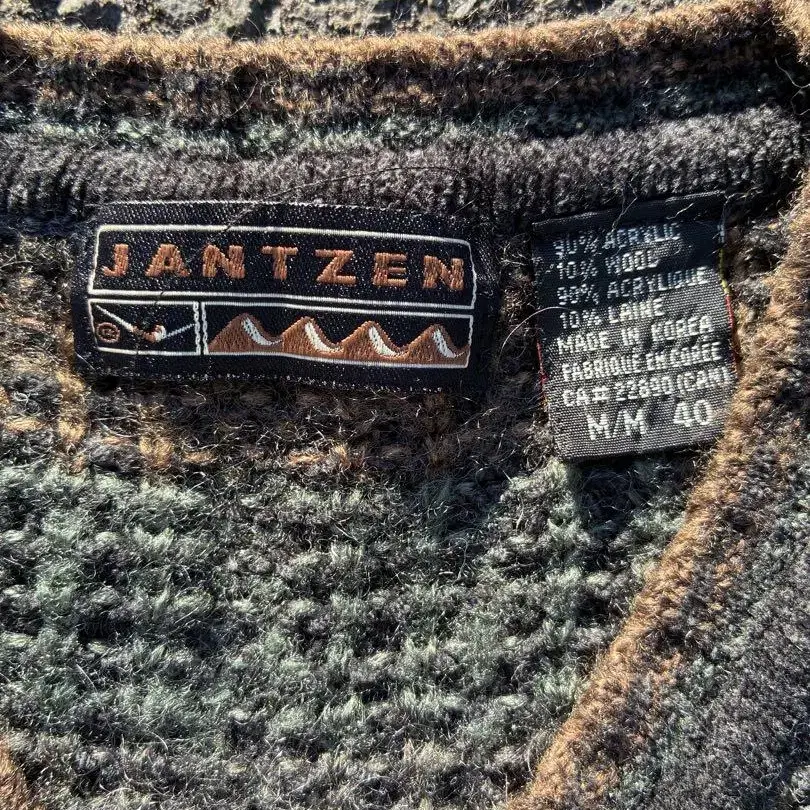 JANTZEN
©
90% ACRYLIC
10% WOOL
90% ACRYLIQUE
10% LAINE
MADE IN KOREA
FABRIQUE EN COREE
CA# 22890 (CAN)
M/M 40